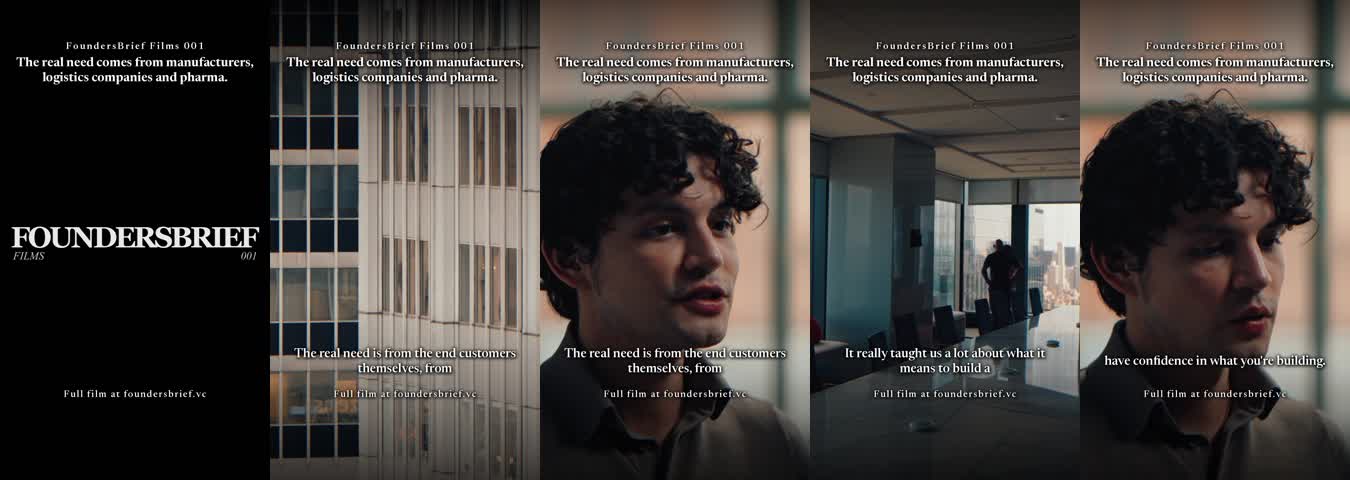 FoundersBrief Films 001
The real need comes from manufacturers,
logistics companies and pharma.
FOUNDERSBRIEF
FILMS 001
Full film at foundersbrief.vc
FoundersBrief Films 001
The real need comes from manufacturers,
logistics companies and pharma.
The real need is from the end customers
themselves, from
Full film at foundersbrief.vc
FoundersBrief Films 001
The real need comes from manufacturers,
logistics companies and pharma.
The real need is from the end customers
themselves, from
Full film at foundersbrief.vc
FoundersBrief Films 001
The real need comes from manufacturers,
logistics companies and pharma.
It really taught us a lot about what it
means to build a
Full film at foundersbrief.vc
FoundersBrief Films 001
The real need comes from manufacturers,
logistics companies and pharma.
have confidence in what you're building.
Full film at foundersbrief.vc